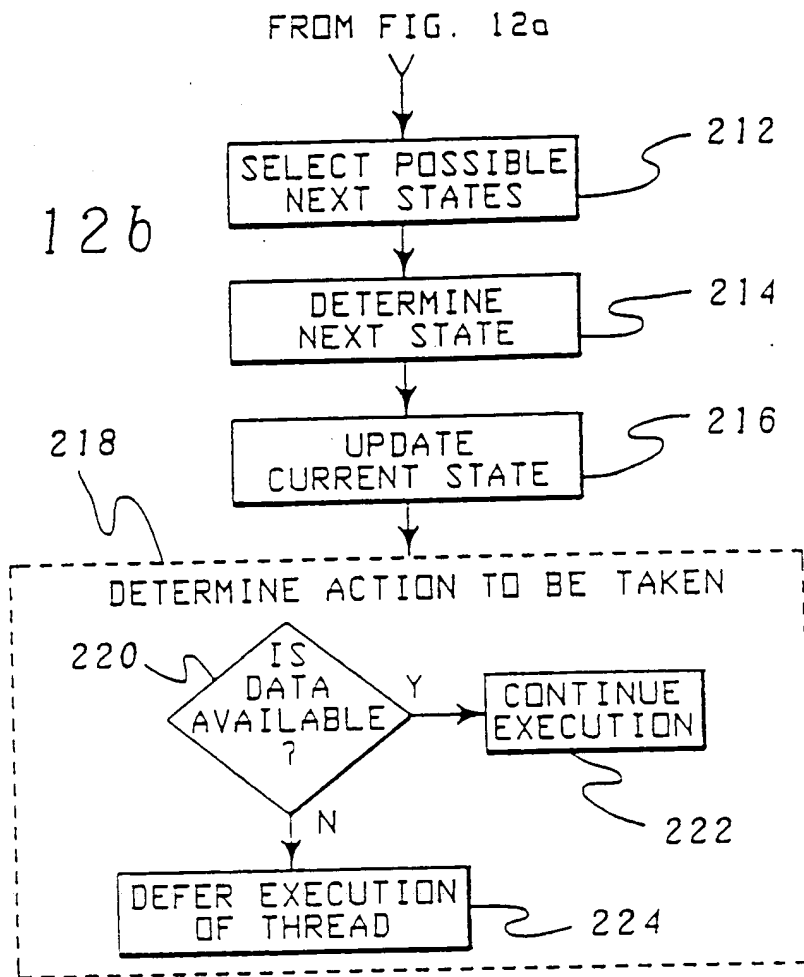 FROM FIG. 12a
212
SELECT POSSIBLE
NEXT STATES
12b
214
DETERMINE
NEXT STATE
216
UPDATE
CURRENT STATE
218
DETERMINE ACTION TO BE TAKEN
220
IS
DATA
AVAILABLE
?
Y
CONTINUE
EXECUTION
222
N
DEFER EXECUTION
OF THREAD
224